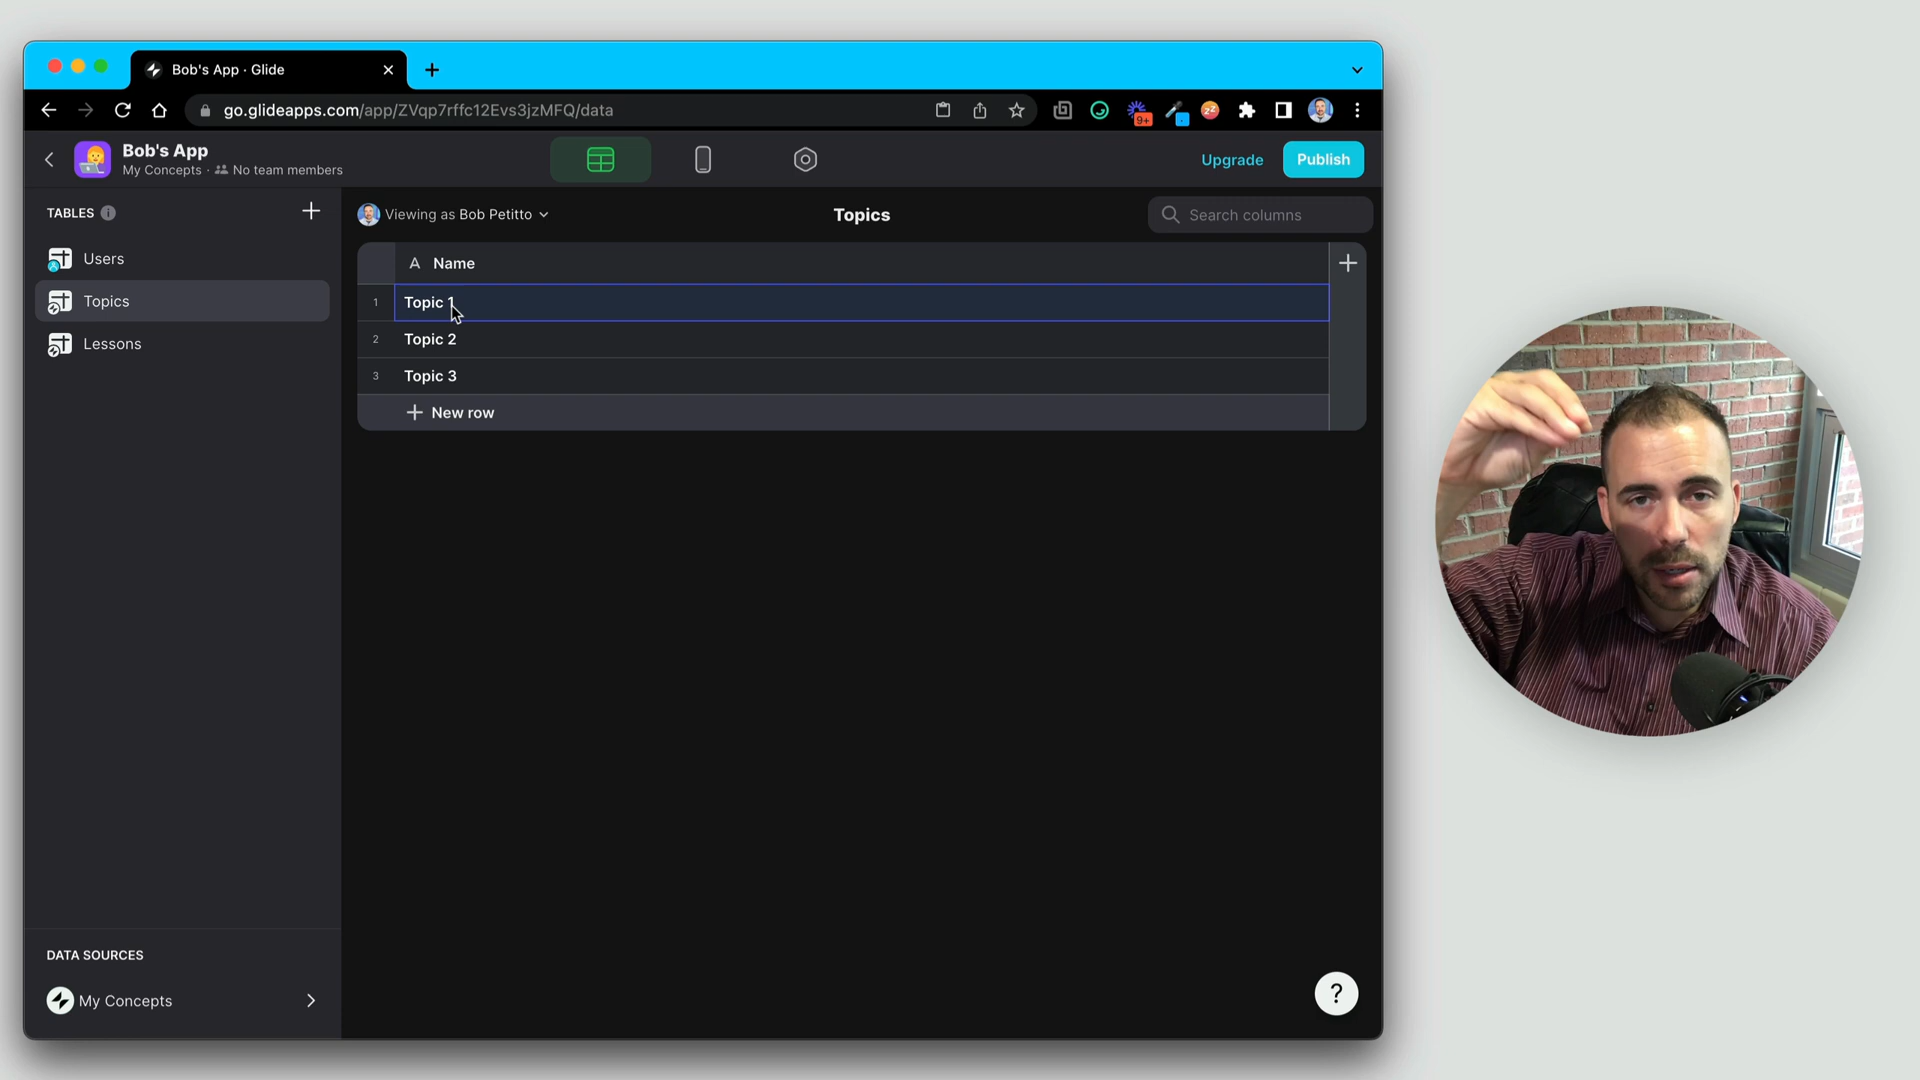 Bob's App · Glide
go.glideapps.com/app/ZVqp7rffc12Evs3jzMFQ/data
9+
zZ
Bob's App
My Concepts · No team members
Upgrade
Publish
TABLES
Viewing as Bob Petitto
Topics
Search columns
Users
Topics
Lessons
A Name
1 Topic 1
2 Topic 2
3 Topic 3
New row
DATA SOURCES
My Concepts
?